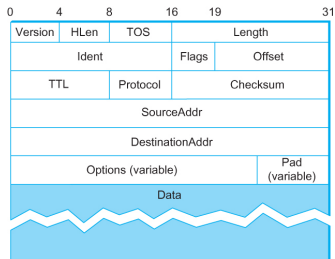 0 4 8 16 19 31
Version HLen TOS Length
Ident Flags Offset
TTL Protocol Checksum
SourceAddr
DestinationAddr
Options (variable) Pad
(variable)
Data